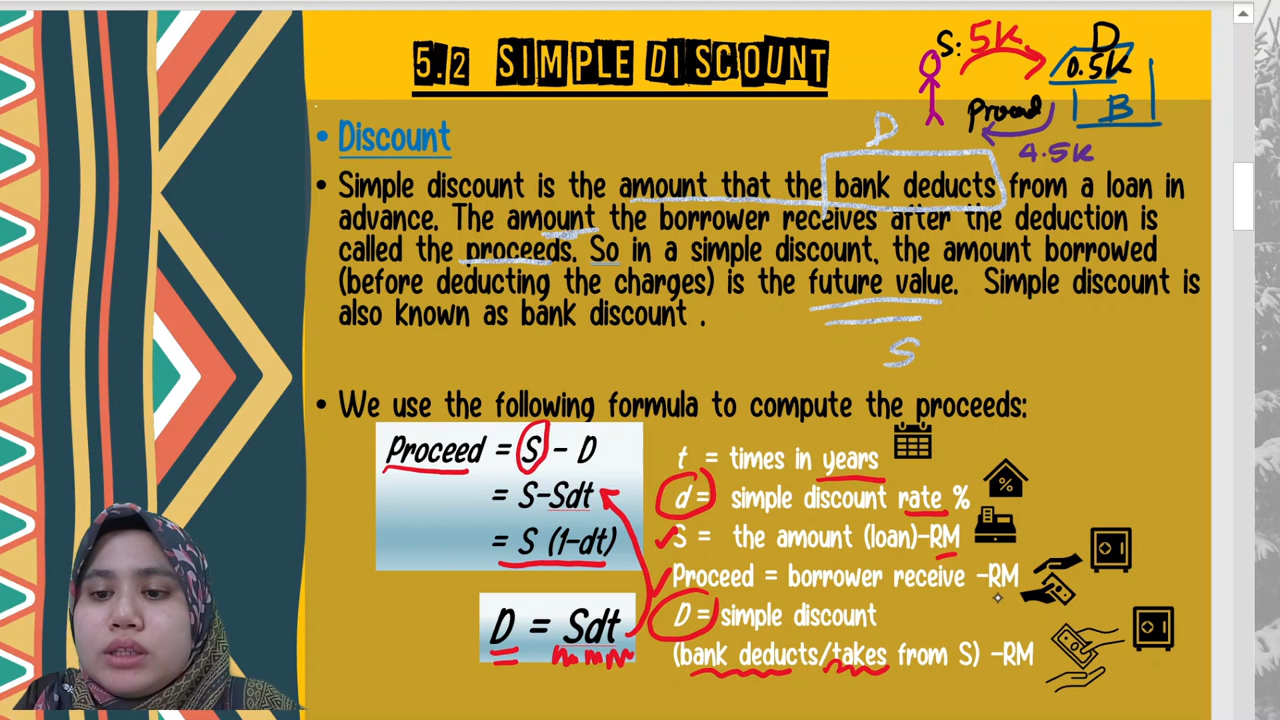 5.2 SIMPLE DISCOUNT
S: 5K
D
0.5K
B
Proceed
4.5K
• Discount
D
• Simple discount is the amount that the bank deducts from a loan in
advance. The amount the borrower receives after the deduction is
called the proceeds. So in a simple discount, the amount borrowed
(before deducting the charges) is the future value. Simple discount is
also known as bank discount .
S
• We use the following formula to compute the proceeds:
Proceed = S - D
= S-Sdt
= S (1-dt)
D = Sdt
t = times in years
d = simple discount rate %
%
S = the amount (loan)-RM
Proceed = borrower receive -RM
D = simple discount
(bank deducts/takes from S) -RM